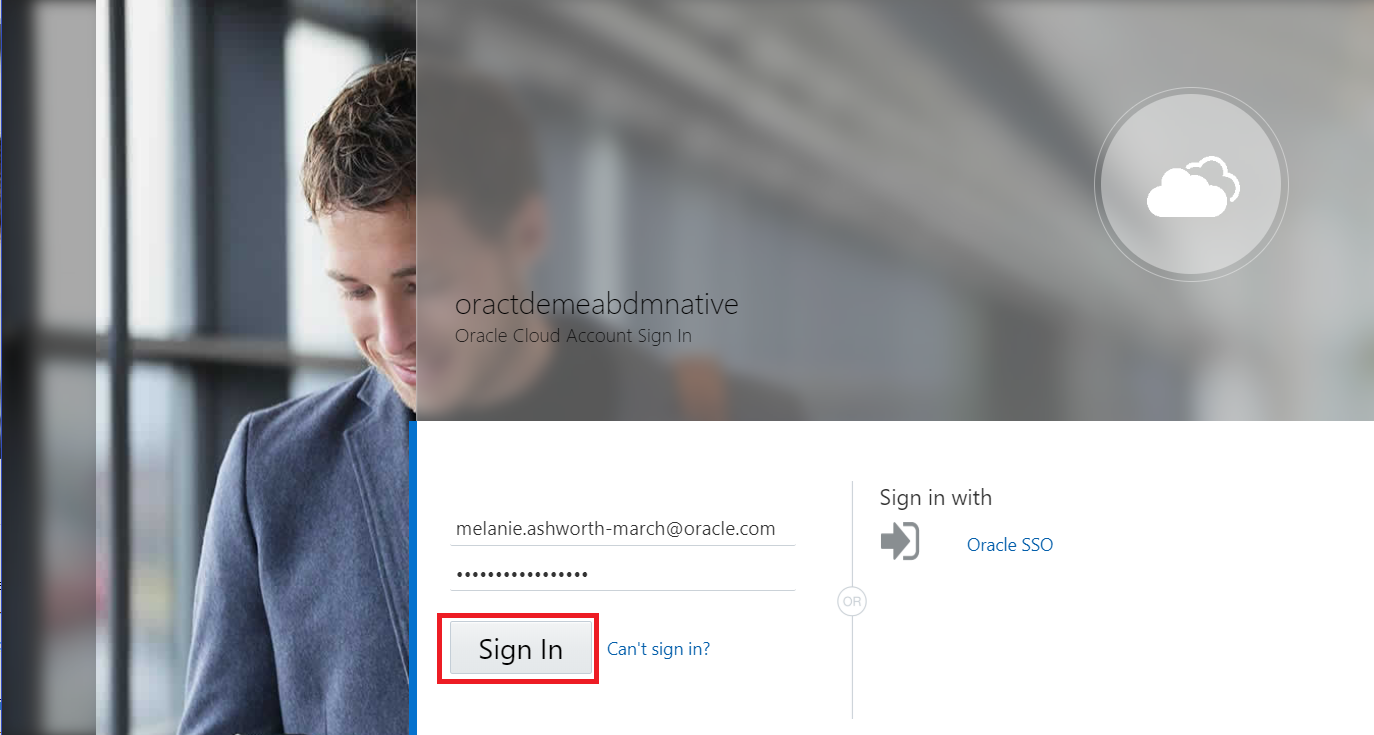 oractdemeabdmnative
Oracle Cloud Account Sign In
melanie.ashworth-march@oracle.com
•••••••••••••••••
Sign In
Can't sign in?
OR
Sign in with
Oracle SSO